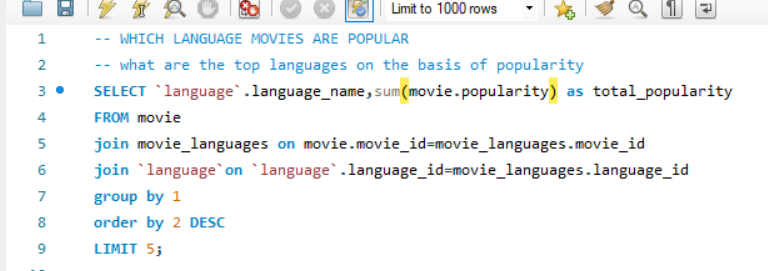 Limit to 1000 rows
1 -- WHICH LANGUAGE MOVIES ARE POPULAR
2 -- what are the top languages on the basis of popularity
3 SELECT `language`.language_name,sum(movie.popularity) as total_popularity
4 FROM movie
5 join movie_languages on movie.movie_id=movie_languages.movie_id
6 join `language`on `language`.language_id=movie_languages.language_id
7 group by 1
8 order by 2 DESC
9 LIMIT 5;